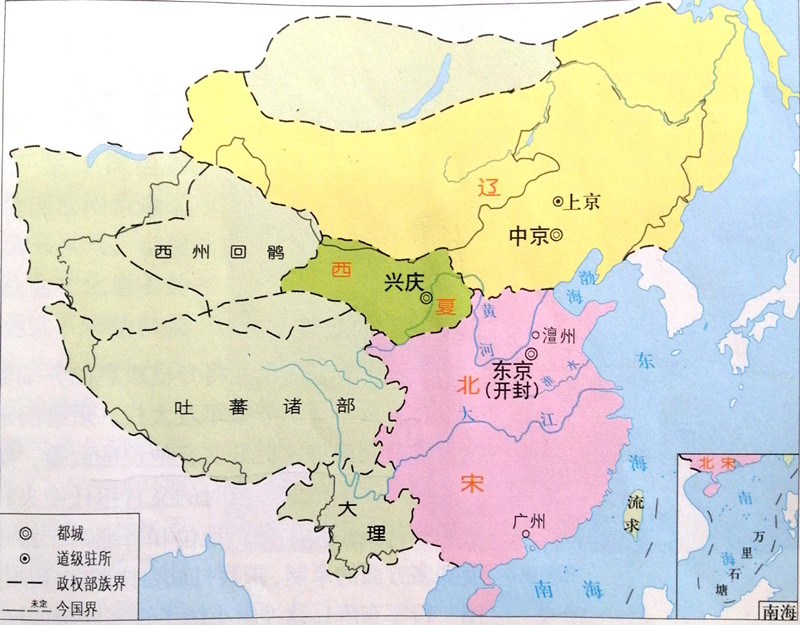 辽
上京
中京
西州回鹘
西
夏
兴庆
渤
海
黄
河
澶州
东京
(开封)
淮水
北
宋
大
江
东
海
吐蕃诸部
大
理
广州
流
求
南海
都城
道级驻所
政权部族界
未定
今国界
北宋
南
海
万
里
石
塘
南海